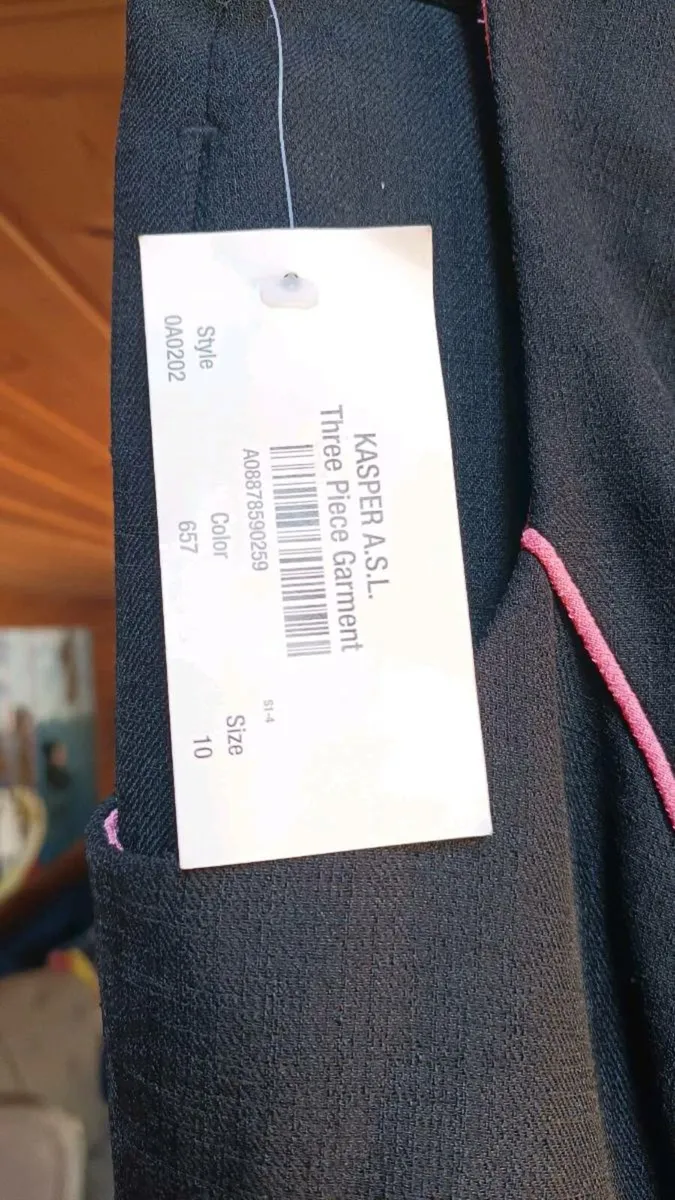 KASPER A.S.L.
Three Piece Garment
A08878590259
S1-4
Style Color Size
0A0202 657 10